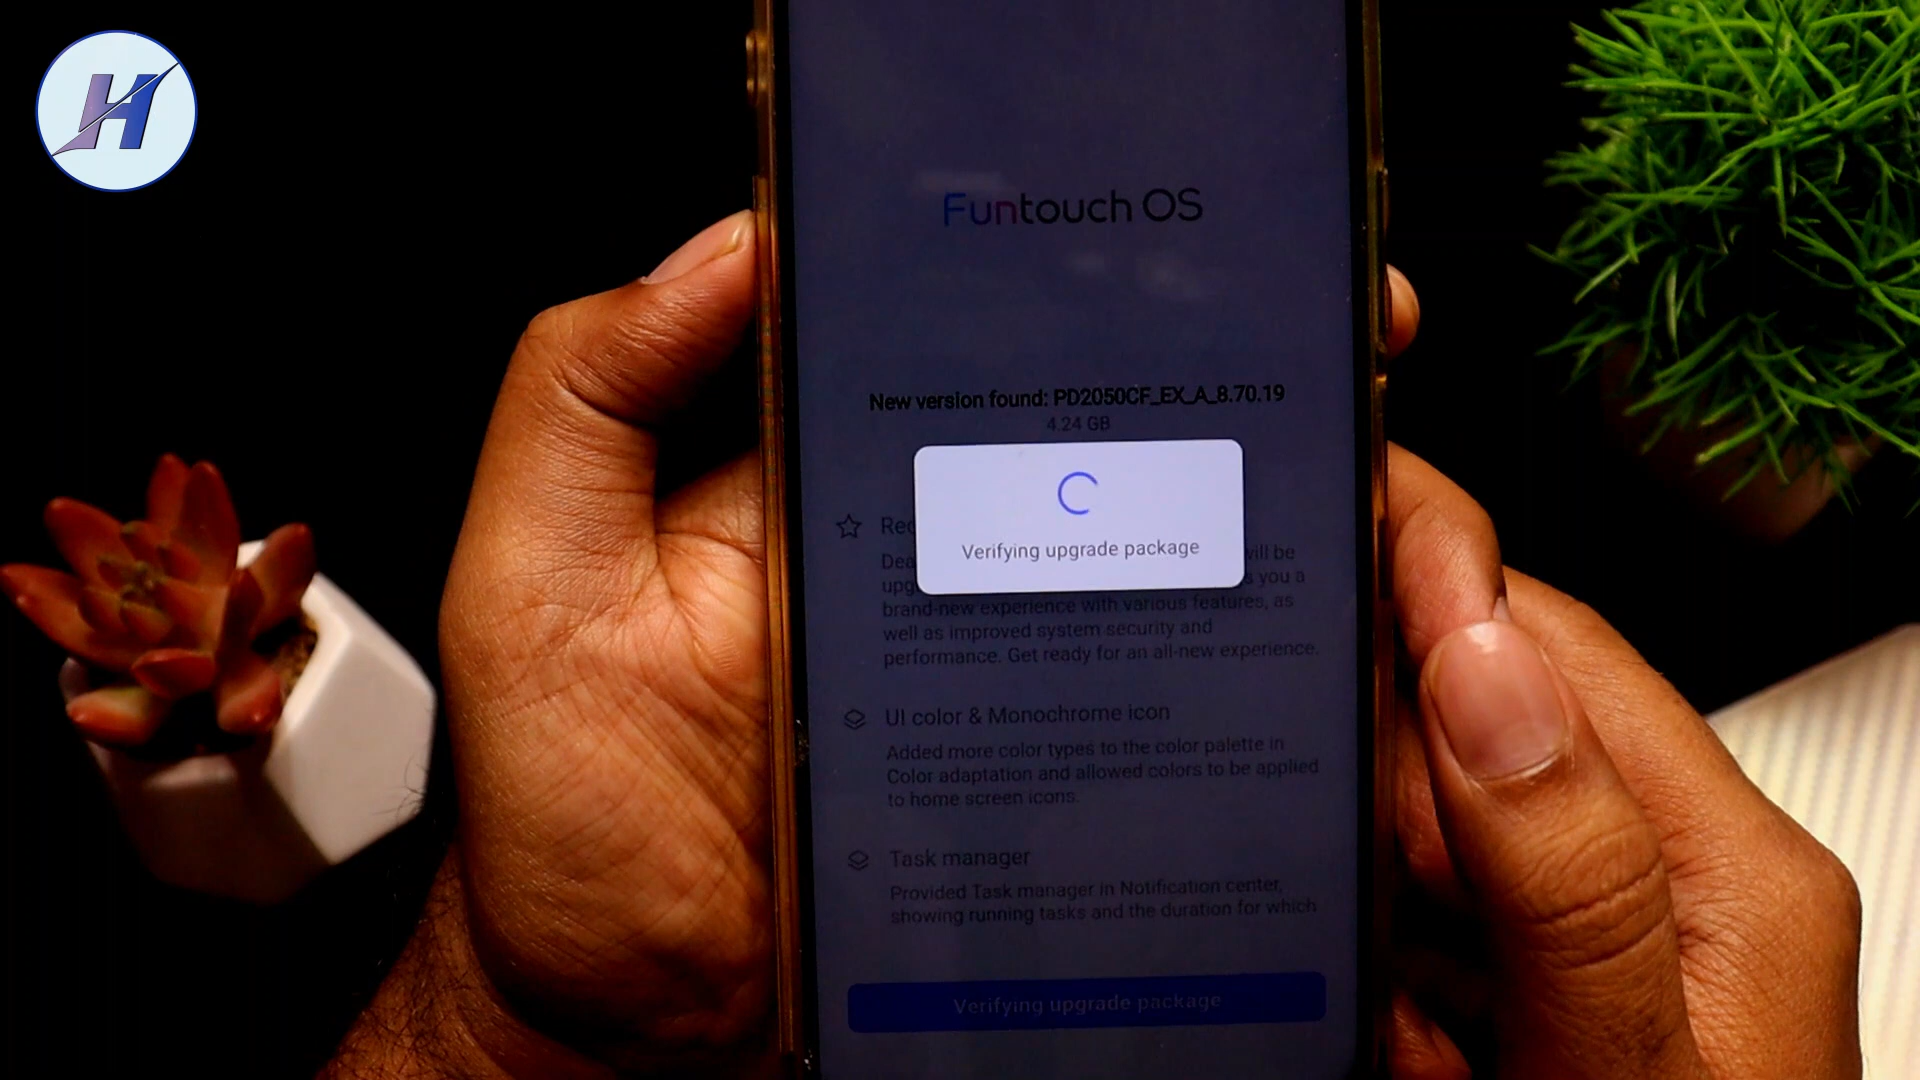 H
Funtouch OS
New version found: PD2050CF_EX_A_8.70.19
4.24 GB
Verifying upgrade package
will be
s you a
brand-new experience with various features, as
well as improved system security and
performance. Get ready for an all-new experience.
UI color & Monochrome icon
Added more color types to the color palette in
Color adaptation and allowed colors to be applied
to home screen icons.
Task manager
Provided Task manager in Notification center,
showing running tasks and the duration for which
Verifying upgrade package